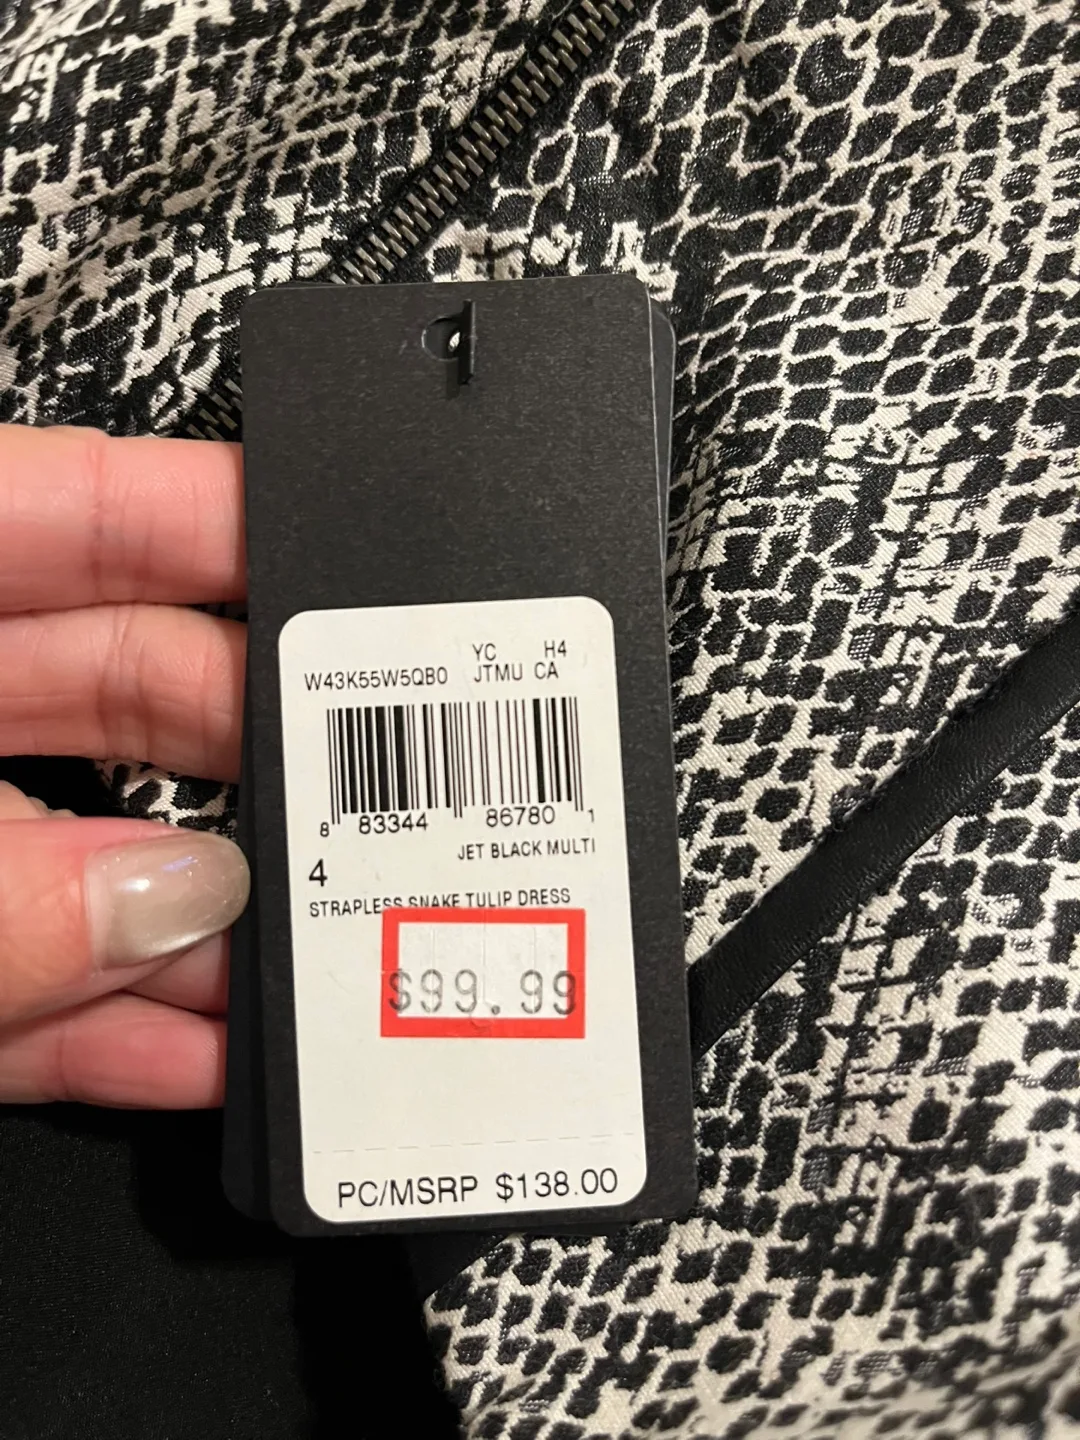 YC H4
W43K55W5QB0 JTMU CA
8 83344 86780 1
JET BLACK MULTI
4
STRAPLESS SNAKE TULIP DRESS
$99.99
PC/MSRP $138.00